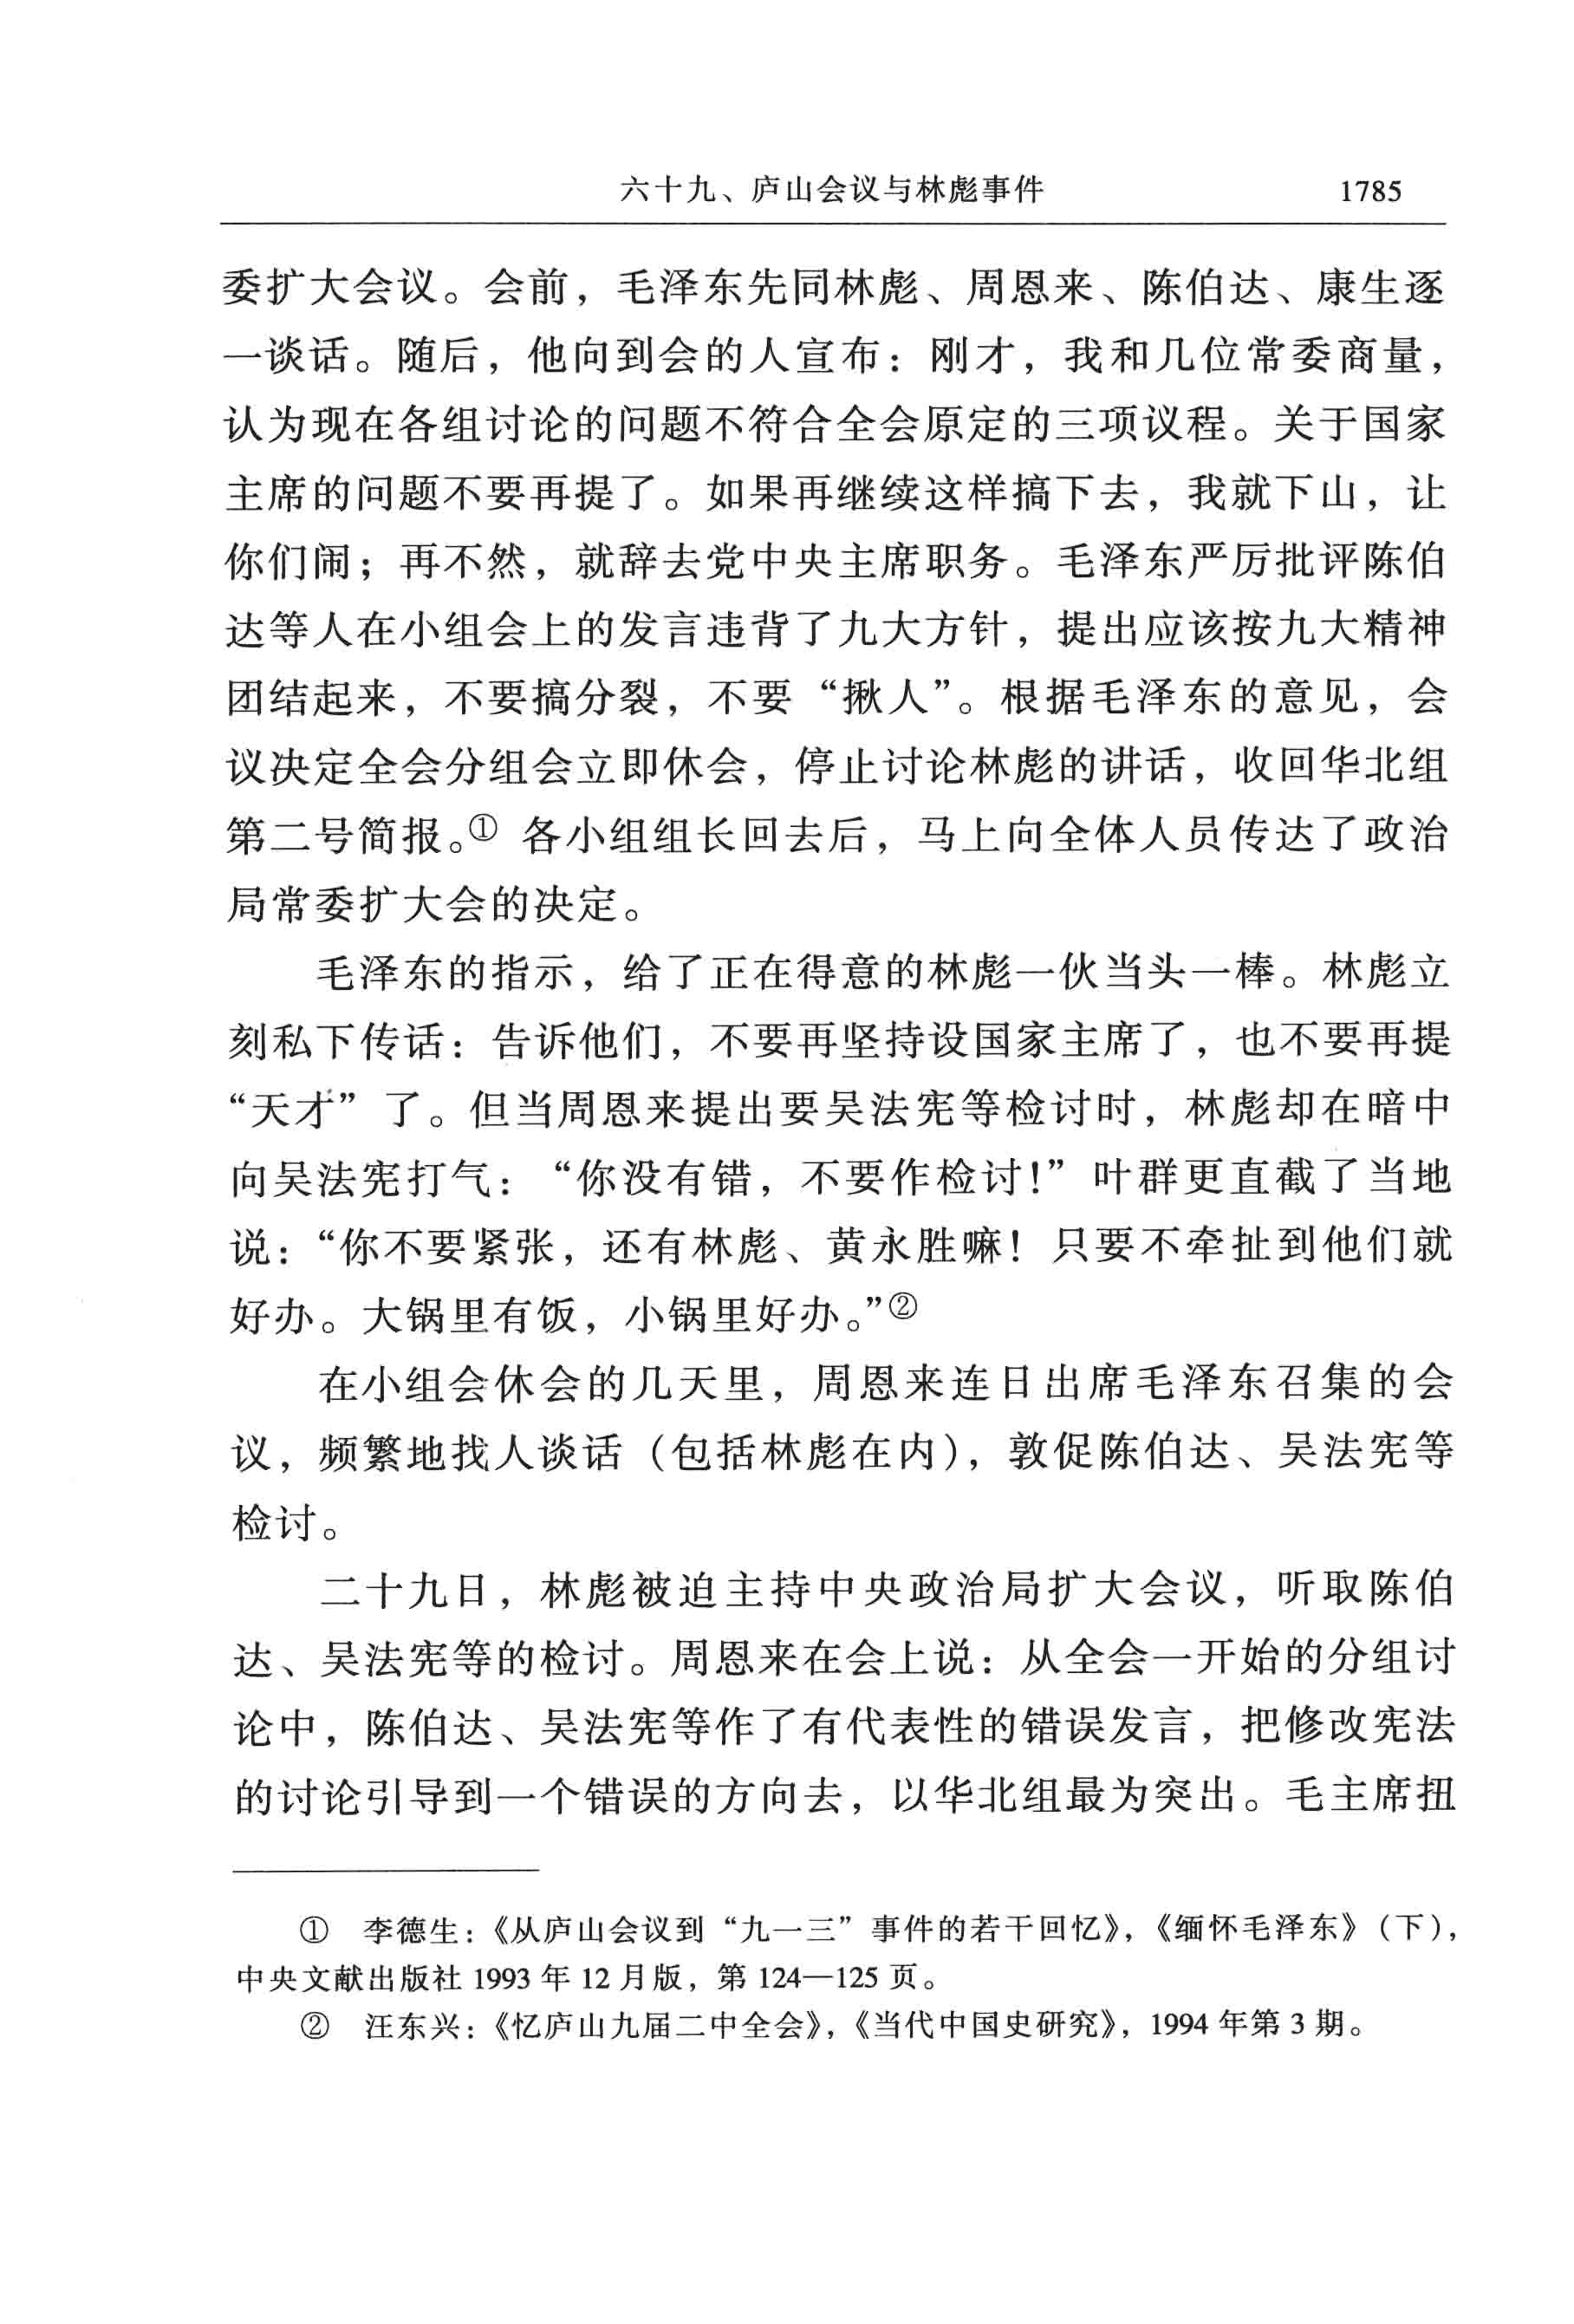 六十九、庐山会议与林彪事件 1785
委扩大会议。会前，毛泽东先同林彪、周恩来、陈伯达、康生逐
一谈话。随后，他向到会的人宣布：刚才，我和几位常委商量，
认为现在各组讨论的问题不符合全会原定的三项议程。关于国家
主席的问题不要再提了。如果再继续这样搞下去，我就下山，让
你们闹；再不然，就辞去党中央主席职务。毛泽东严厉批评陈伯
达等人在小组会上的发言违背了九大方针，提出应该按九大精神
团结起来，不要搞分裂，不要“揪人”。根据毛泽东的意见，会
议决定全会分组会立即休会，停止讨论林彪的讲话，收回华北组
第二号简报。① 各小组组长回去后，马上向全体人员传达了政治
局常委扩大会的决定。
毛泽东的指示，给了正在得意的林彪一伙当头一棒。林彪立
刻私下传话：告诉他们，不要再坚持设国家主席了，也不要再提
“天才”了。但当周恩来提出要吴法宪等检讨时，林彪却在暗中
向吴法宪打气：“你没有错，不要作检讨！”叶群更直截了当地
说：“你不要紧张，还有林彪、黄永胜嘛！只要不牵扯到他们就
好办。大锅里有饭，小锅里好办。”②
在小组会休会的几天里，周恩来连日出席毛泽东召集的会
议，频繁地找人谈话（包括林彪在内），敦促陈伯达、吴法宪等
检讨。
二十九日，林彪被迫主持中央政治局扩大会议，听取陈伯
达、吴法宪等的检讨。周恩来在会上说：从全会一开始的分组讨
论中，陈伯达、吴法宪等作了有代表性的错误发言，把修改宪法
的讨论引导到一个错误的方向去，以华北组最为突出。毛主席扭
① 李德生：《从庐山会议到“九一三”事件的若干回忆》，《缅怀毛泽东》（下），
中央文献出版社 1993 年 12 月版，第 124—125 页。
② 汪东兴：《忆庐山九届二中全会》，《当代中国史研究》，1994 年第 3 期。